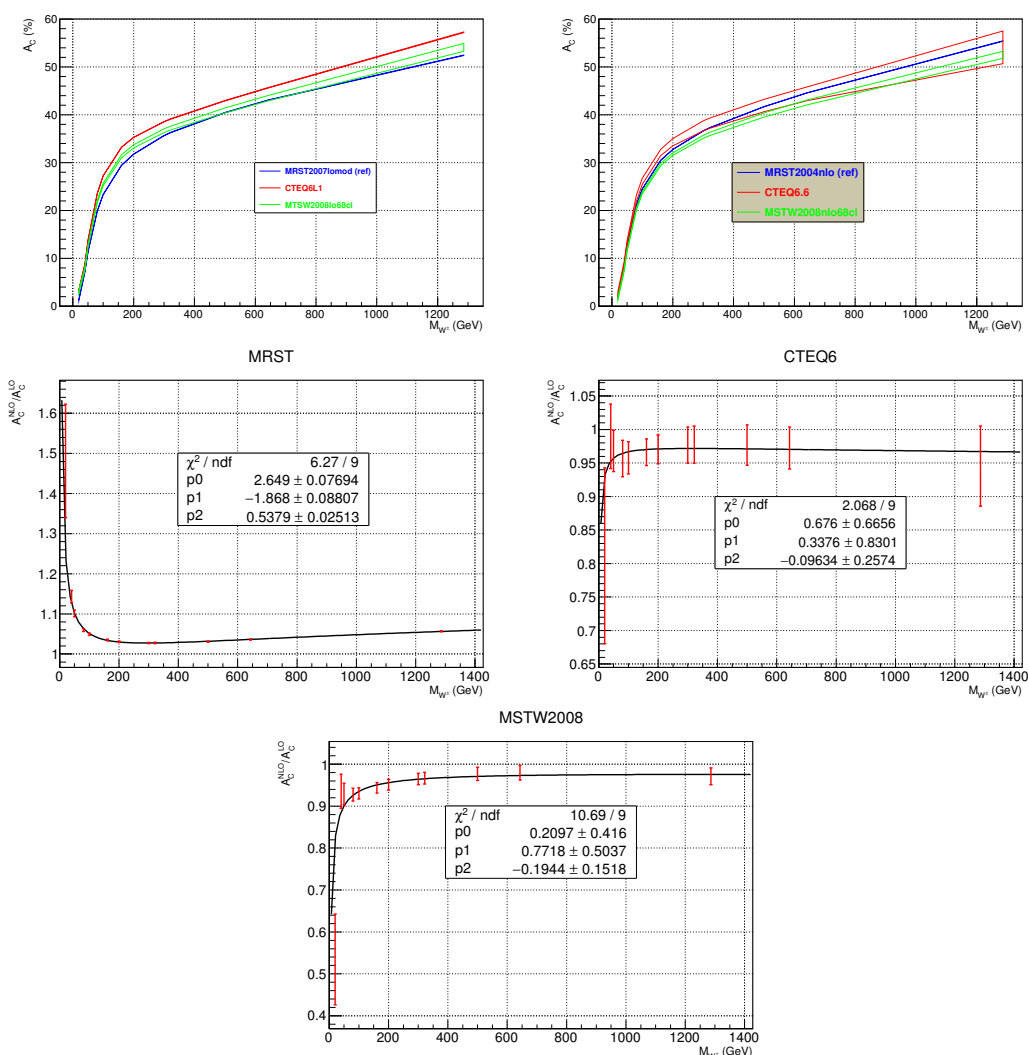 A_C (%)
60
50
40
30
20
10
0
MRST2007lomod (ref)
CTEQ6L1
MTSW2008lo68cl
0 200 400 600 800 1000 1200
M_W± (GeV)
A_C (%)
60
50
40
30
20
10
0
MRST2004nlo (ref)
CTEQ6.6
MSTW2008nlo68cl
0 200 400 600 800 1000 1200
M_W± (GeV)
MRST
A_C^NLO/A_C^LO
1.6
1.5
1.4
1.3
1.2
1.1
1
χ² / ndf 6.27 / 9
p0 2.649 ± 0.07694
p1 −1.868 ± 0.08807
p2 0.5379 ± 0.02513
0 200 400 600 800 1000 1200 1400
M_W± (GeV)
CTEQ6
A_C^NLO/A_C^LO
1.05
1
0.95
0.9
0.85
0.8
0.75
0.7
0.65
χ² / ndf 2.068 / 9
p0 0.676 ± 0.6656
p1 0.3376 ± 0.8301
p2 −0.09634 ± 0.2574
0 200 400 600 800 1000 1200 1400
M_W± (GeV)
MSTW2008
A_C^NLO/A_C^LO
1
0.9
0.8
0.7
0.6
0.5
0.4
χ² / ndf 10.69 / 9
p0 0.2097 ± 0.416
p1 0.7718 ± 0.5037
p2 −0.1944 ± 0.1518
0 200 400 600 800 1000 1200 1400
(GeV)